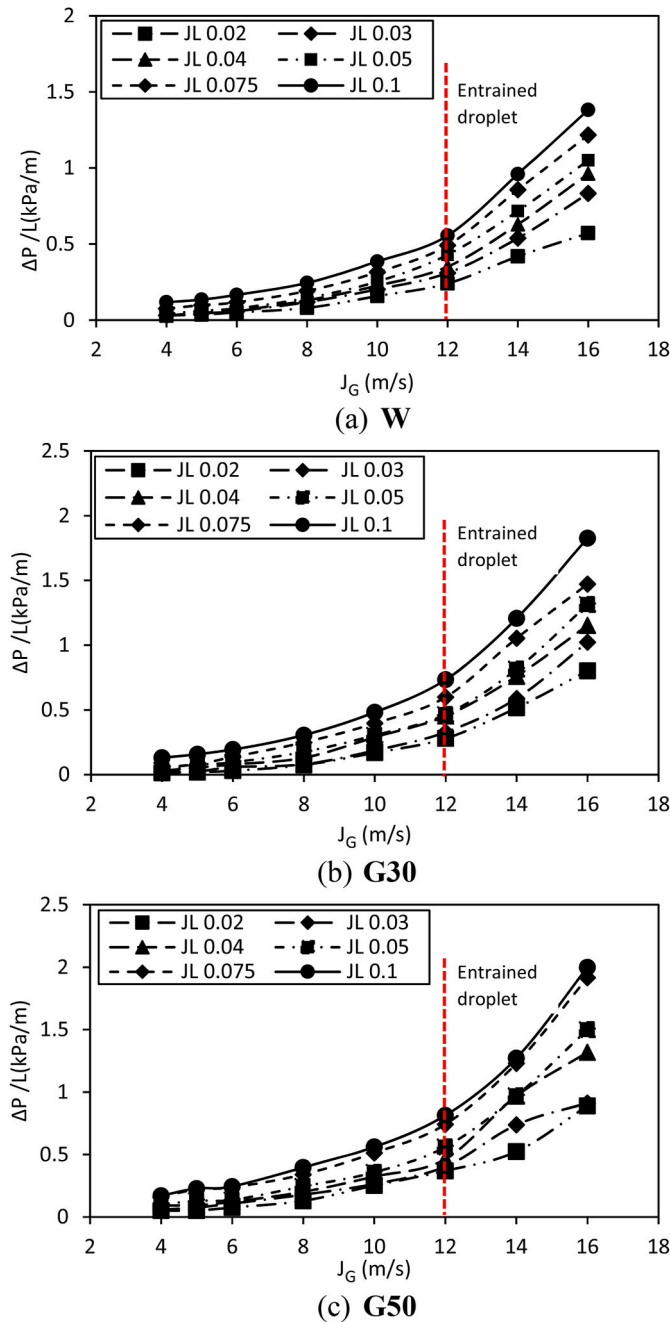 2
JL 0.02 JL 0.03
JL 0.04 JL 0.05
JL 0.075 JL 0.1
Entrained
droplet
1.5
1
0.5
0
ΔP /L(kPa/m)
2 4 6 8 10 12 14 16 18
J_G (m/s)
(a) W
2.5
JL 0.02 JL 0.03
JL 0.04 JL 0.05
JL 0.075 JL 0.1
Entrained
droplet
2
1.5
1
0.5
0
ΔP /L(kPa/m)
2 4 6 8 10 12 14 16 18
J_G (m/s)
(b) G30
2.5
JL 0.02 JL 0.03
JL 0.04 JL 0.05
JL 0.075 JL 0.1
Entrained
droplet
2
1.5
1
0.5
0
ΔP /L(kPa/m)
2 4 6 8 10 12 14 16 18
J_G (m/s)
(c) G50